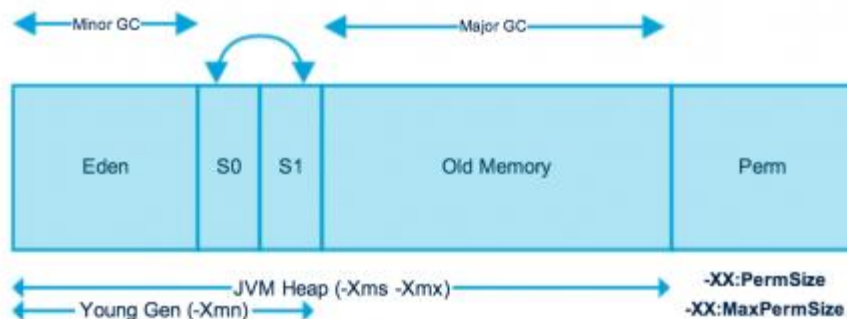 Minor GC
Major GC
Eden
S0
S1
Old Memory
Perm
JVM Heap (-Xms -Xmx)
-XX:PermSize
Young Gen (-Xmn)
-XX:MaxPermSize